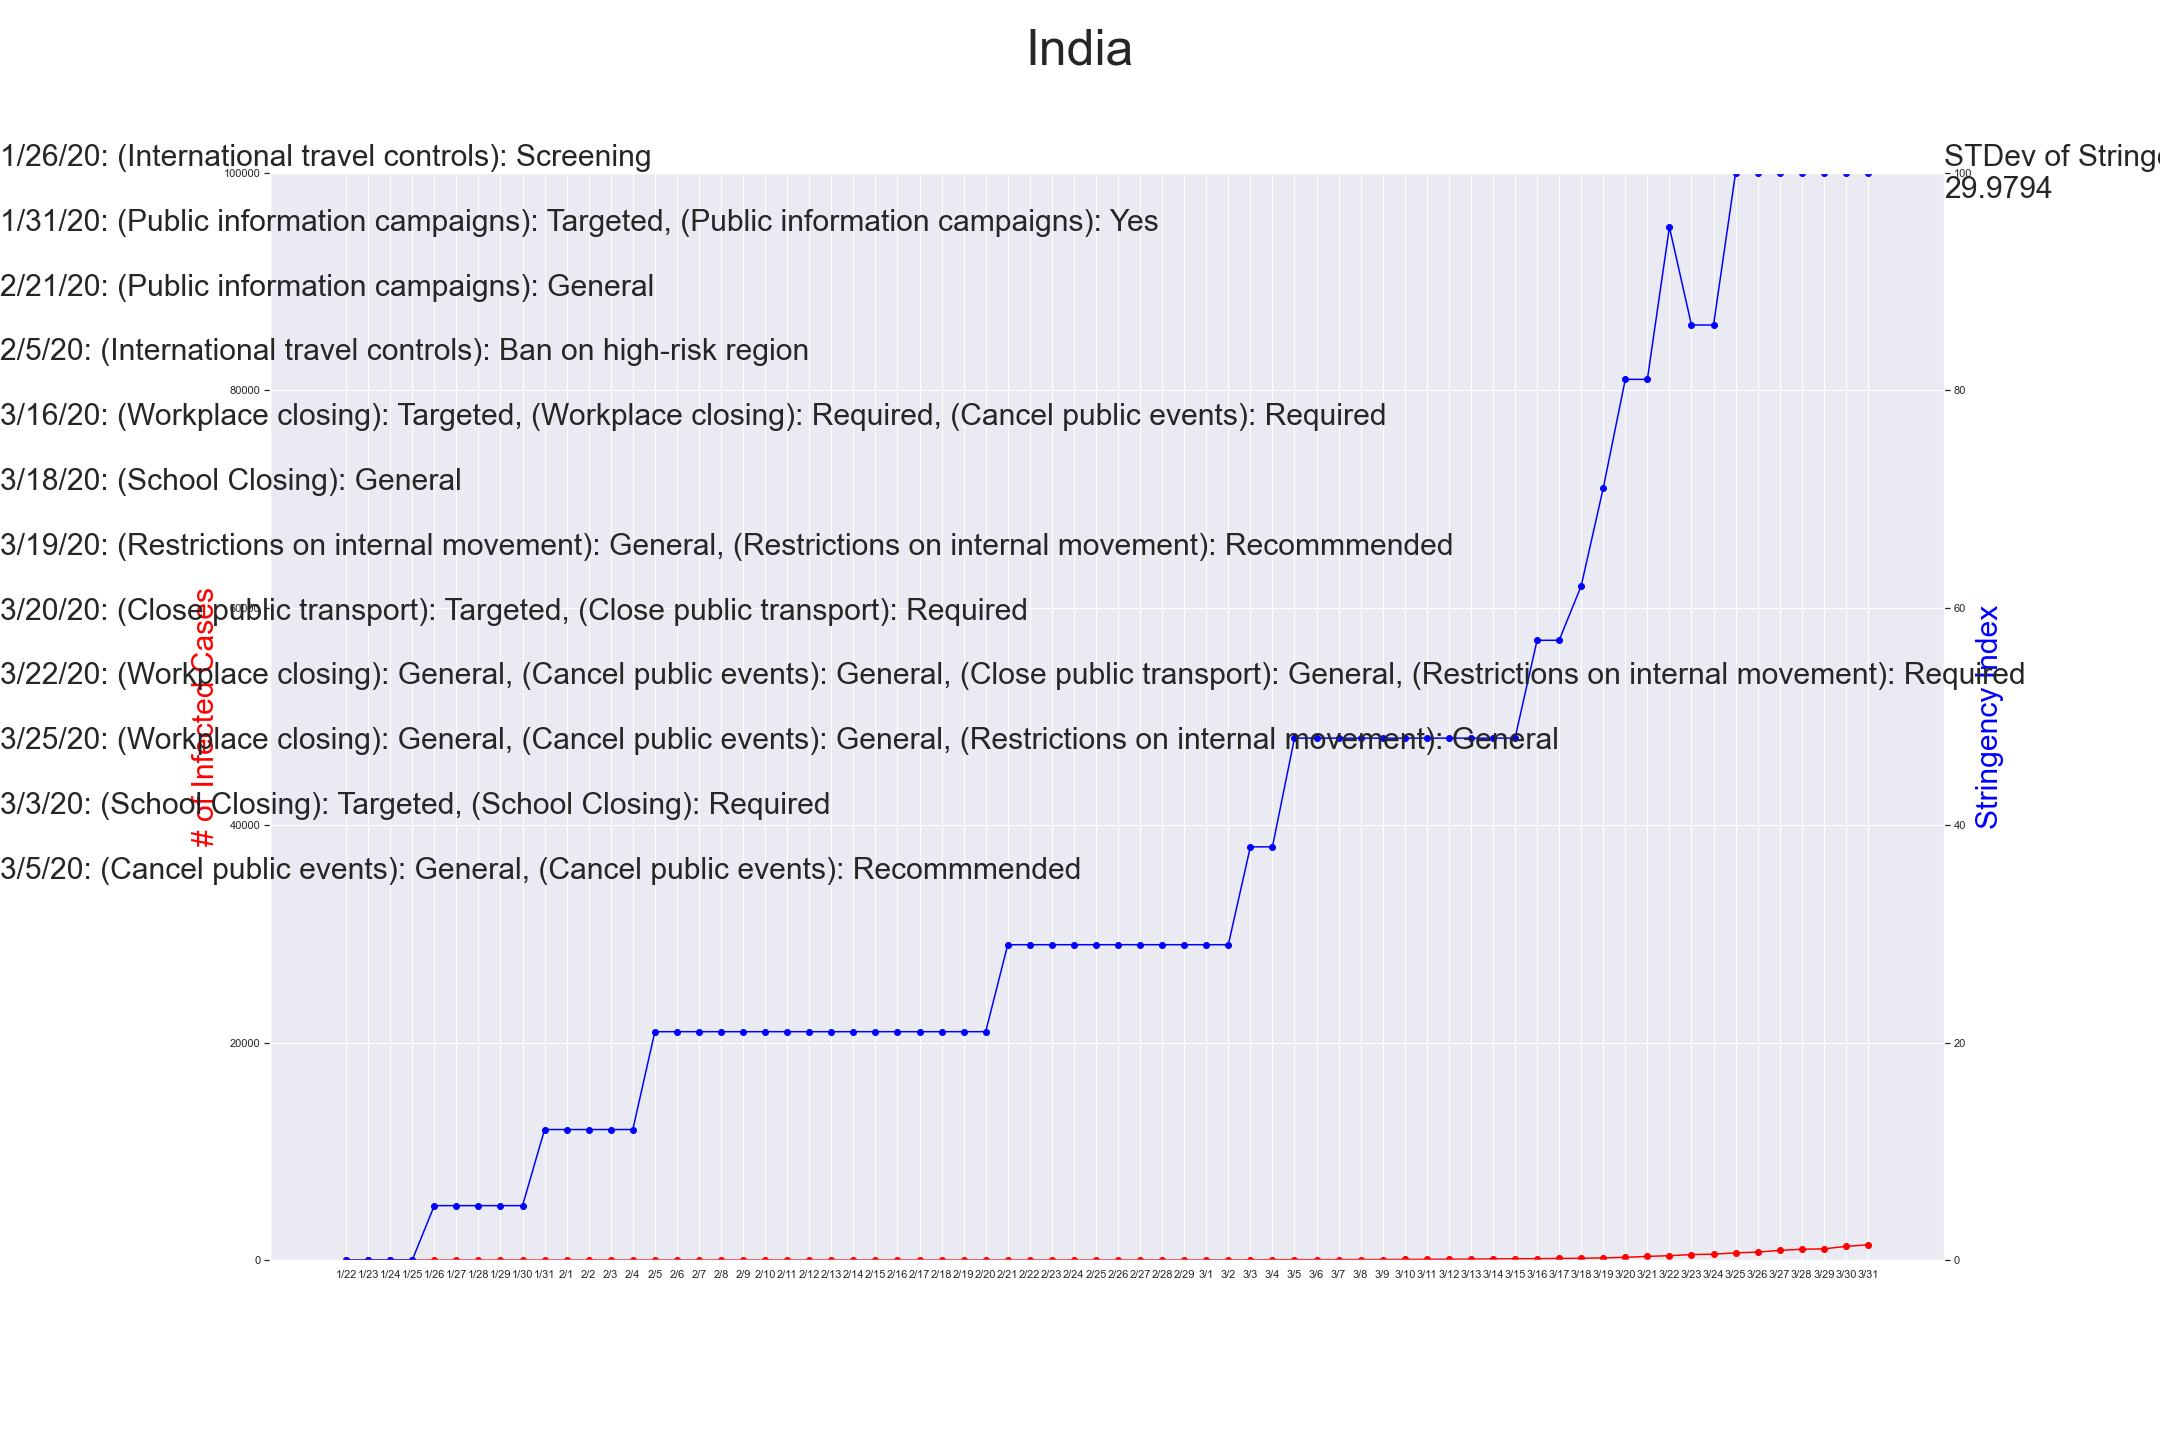 India
1/26/20: (International travel controls): Screening
STDev of Stringe
29.9794
1/31/20: (Public information campaigns): Targeted, (Public information campaigns): Yes
2/21/20: (Public information campaigns): General
2/5/20: (International travel controls): Ban on high-risk region
3/16/20: (Workplace closing): Targeted, (Workplace closing): Required, (Cancel public events): Required
3/18/20: (School Closing): General
3/19/20: (Restrictions on internal movement): General, (Restrictions on internal movement): Recommmended
3/20/20: (Close public transport): Targeted, (Close public transport): Required
3/22/20: (Workplace closing): General, (Cancel public events): General, (Close public transport): General, (Restrictions on internal movement): Required
3/25/20: (Workplace closing): General, (Cancel public events): General, (Restrictions on internal movement): General
3/3/20: (School Closing): Targeted, (School Closing): Required
3/5/20: (Cancel public events): General, (Cancel public events): Recommmended
# of Infected Cases
100000
80000
60000
40000
20000
0
Stringency Index
100
80
60
40
20
0
1/22 1/23 1/24 1/25 1/26 1/27 1/28 1/29 1/30 1/31 2/1 2/2 2/3 2/4 2/5 2/6 2/7 2/8 2/9 2/10 2/11 2/12 2/13 2/14 2/15 2/16 2/17 2/18 2/19 2/20 2/21 2/22 2/23 2/24 2/25 2/26 2/27 2/28 2/29 3/1 3/2 3/3 3/4 3/5 3/6 3/7 3/8 3/9 3/10 3/11 3/12 3/13 3/14 3/15 3/16 3/17 3/18 3/19 3/20 3/21 3/22 3/23 3/24 3/25 3/26 3/27 3/28 3/29 3/30 3/31